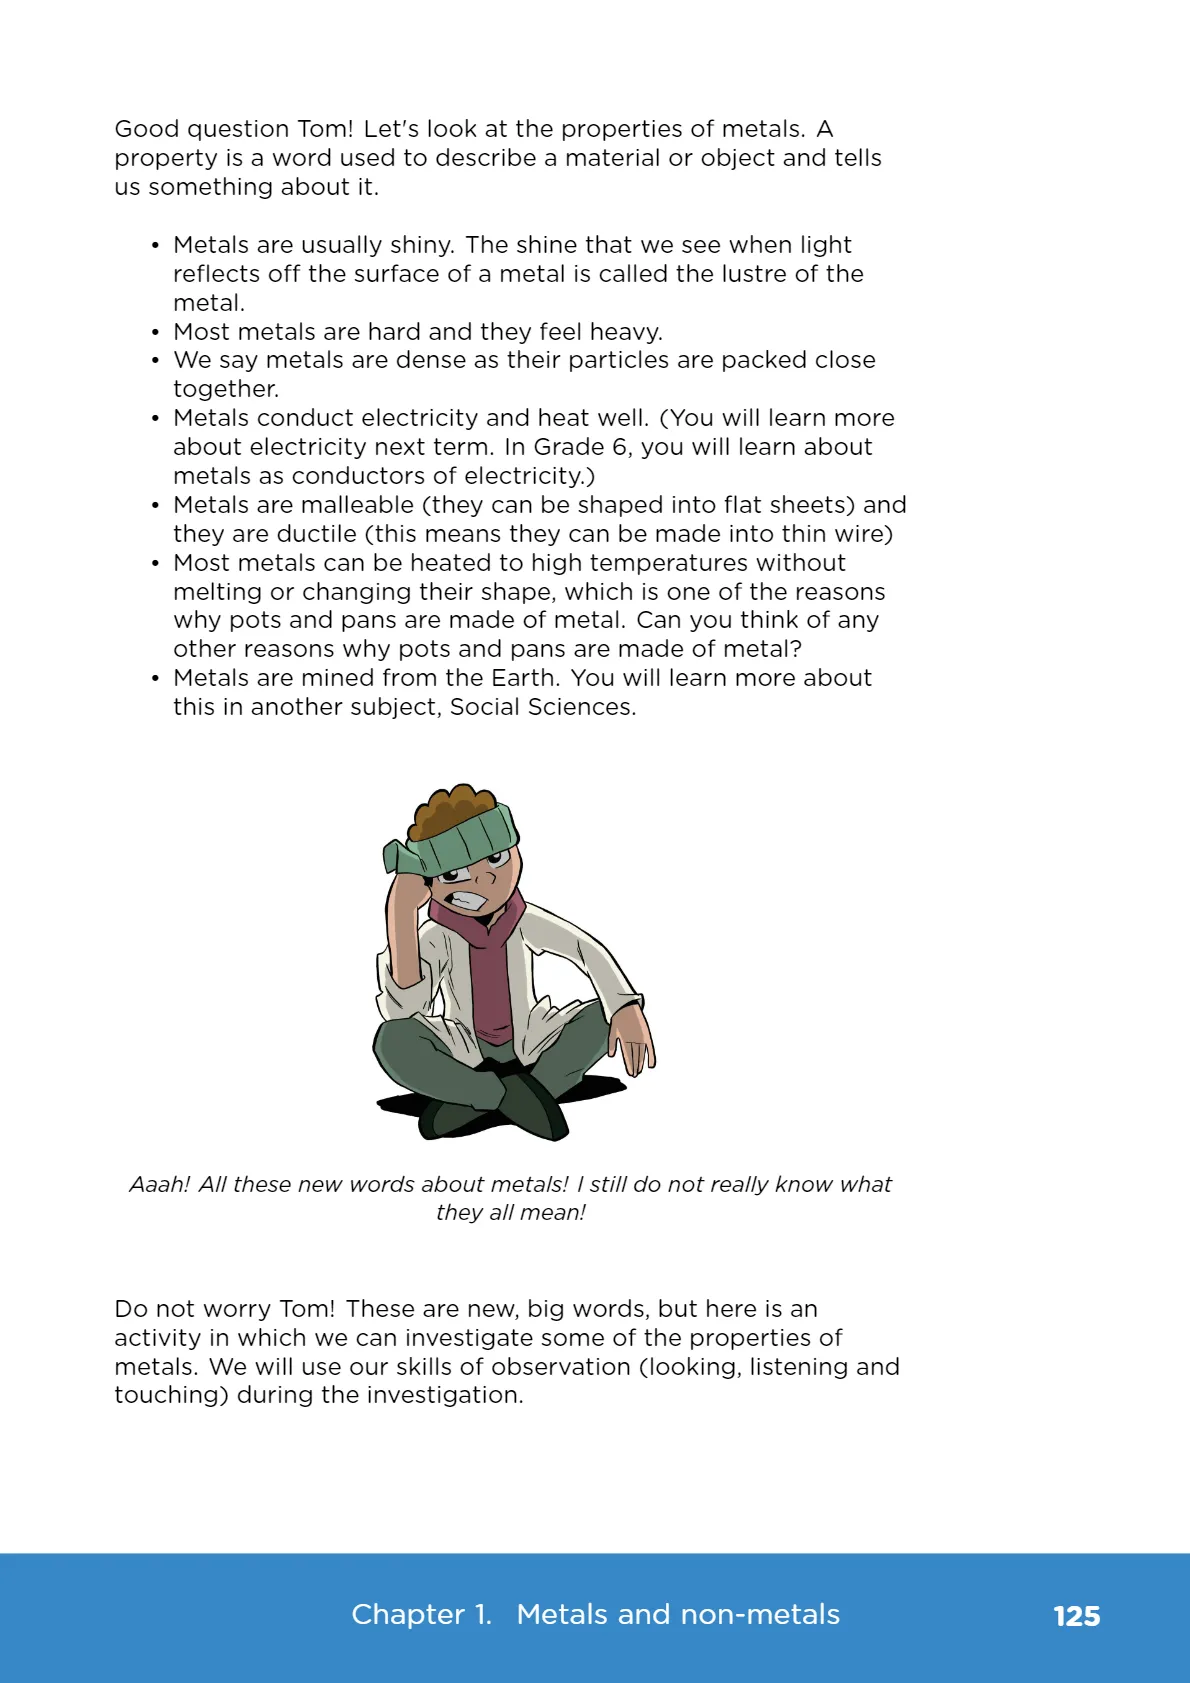 Good question Tom! Let's look at the properties of metals. A
property is a word used to describe a material or object and tells
us something about it.
• Metals are usually shiny. The shine that we see when light
reflects off the surface of a metal is called the lustre of the
metal.
• Most metals are hard and they feel heavy.
• We say metals are dense as their particles are packed close
together.
• Metals conduct electricity and heat well. (You will learn more
about electricity next term. In Grade 6, you will learn about
metals as conductors of electricity.)
• Metals are malleable (they can be shaped into flat sheets) and
they are ductile (this means they can be made into thin wire)
• Most metals can be heated to high temperatures without
melting or changing their shape, which is one of the reasons
why pots and pans are made of metal. Can you think of any
other reasons why pots and pans are made of metal?
• Metals are mined from the Earth. You will learn more about
this in another subject, Social Sciences.
Aaah! All these new words about metals! I still do not really know what
they all mean!
Do not worry Tom! These are new, big words, but here is an
activity in which we can investigate some of the properties of
metals. We will use our skills of observation (looking, listening and
touching) during the investigation.
Chapter 1. Metals and non-metals 125